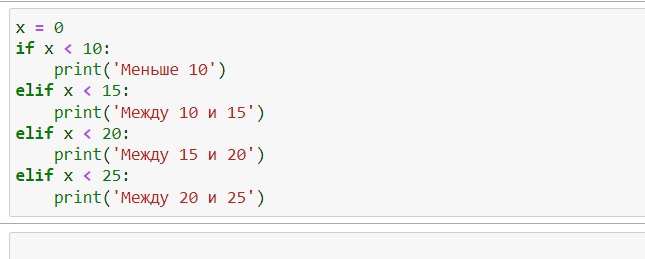 x = 0
if x < 10:
    print('Меньше 10')
elif x < 15:
    print('Между 10 и 15')
elif x < 20:
    print('Между 15 и 20')
elif x < 25:
    print('Между 20 и 25')